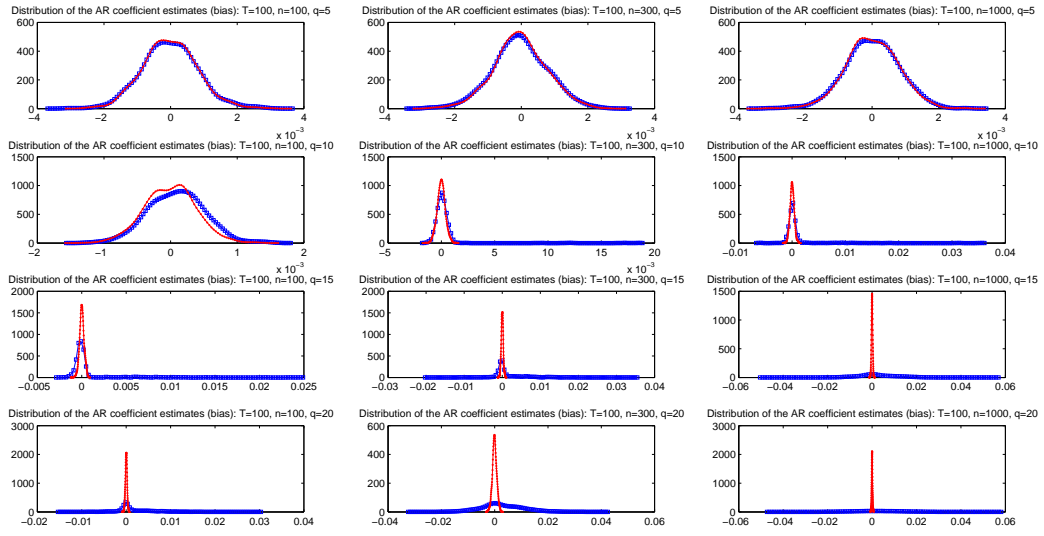 Distribution of the AR coefficient estimates (bias): T=100, n=100, q=5
Distribution of the AR coefficient estimates (bias): T=100, n=300, q=5
Distribution of the AR coefficient estimates (bias): T=100, n=1000, q=5
600
400
200
0
−4 −2 0 2 4
x 10−3
600
400
200
0
−4 −2 0 2 4
x 10−3
600
400
200
0
−4 −2 0 2 4
x 10−3
Distribution of the AR coefficient estimates (bias): T=100, n=100, q=10
Distribution of the AR coefficient estimates (bias): T=100, n=300, q=10
Distribution of the AR coefficient estimates (bias): T=100, n=1000, q=10
1500
1000
500
0
−2 −1 0 1 2
x 10−3
1500
1000
500
0
−5 0 5 10 15 20
x 10−3
1500
1000
500
0
−0.01 0 0.01 0.02 0.03 0.04
Distribution of the AR coefficient estimates (bias): T=100, n=100, q=15
Distribution of the AR coefficient estimates (bias): T=100, n=300, q=15
Distribution of the AR coefficient estimates (bias): T=100, n=1000, q=15
2000
1500
1000
500
0
−0.005 0 0.005 0.01 0.015 0.02 0.025
2000
1500
1000
500
0
−0.03 −0.02 −0.01 0 0.01 0.02 0.03 0.04
1500
1000
500
0
−0.06 −0.04 −0.02 0 0.02 0.04 0.06
Distribution of the AR coefficient estimates (bias): T=100, n=100, q=20
Distribution of the AR coefficient estimates (bias): T=100, n=300, q=20
Distribution of the AR coefficient estimates (bias): T=100, n=1000, q=20
3000
2000
1000
0
−0.02 −0.01 0 0.01 0.02 0.03 0.04
600
400
200
0
−0.04 −0.02 0 0.02 0.04 0.06
3000
2000
1000
0
−0.06 −0.04 −0.02 0 0.02 0.04 0.06